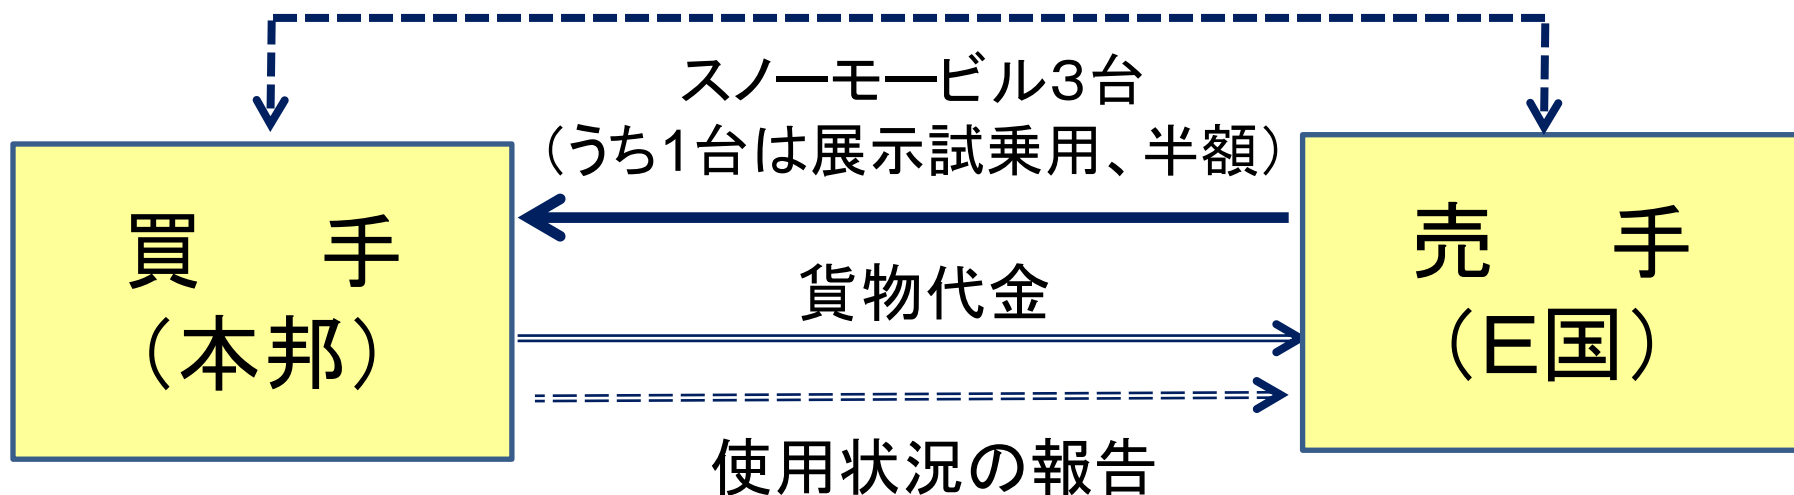 スノーモービル３台
（うち１台は展示試乗用、半額）
買　手
（本邦）
貨物代金
売　手
（E国）
使用状況の報告